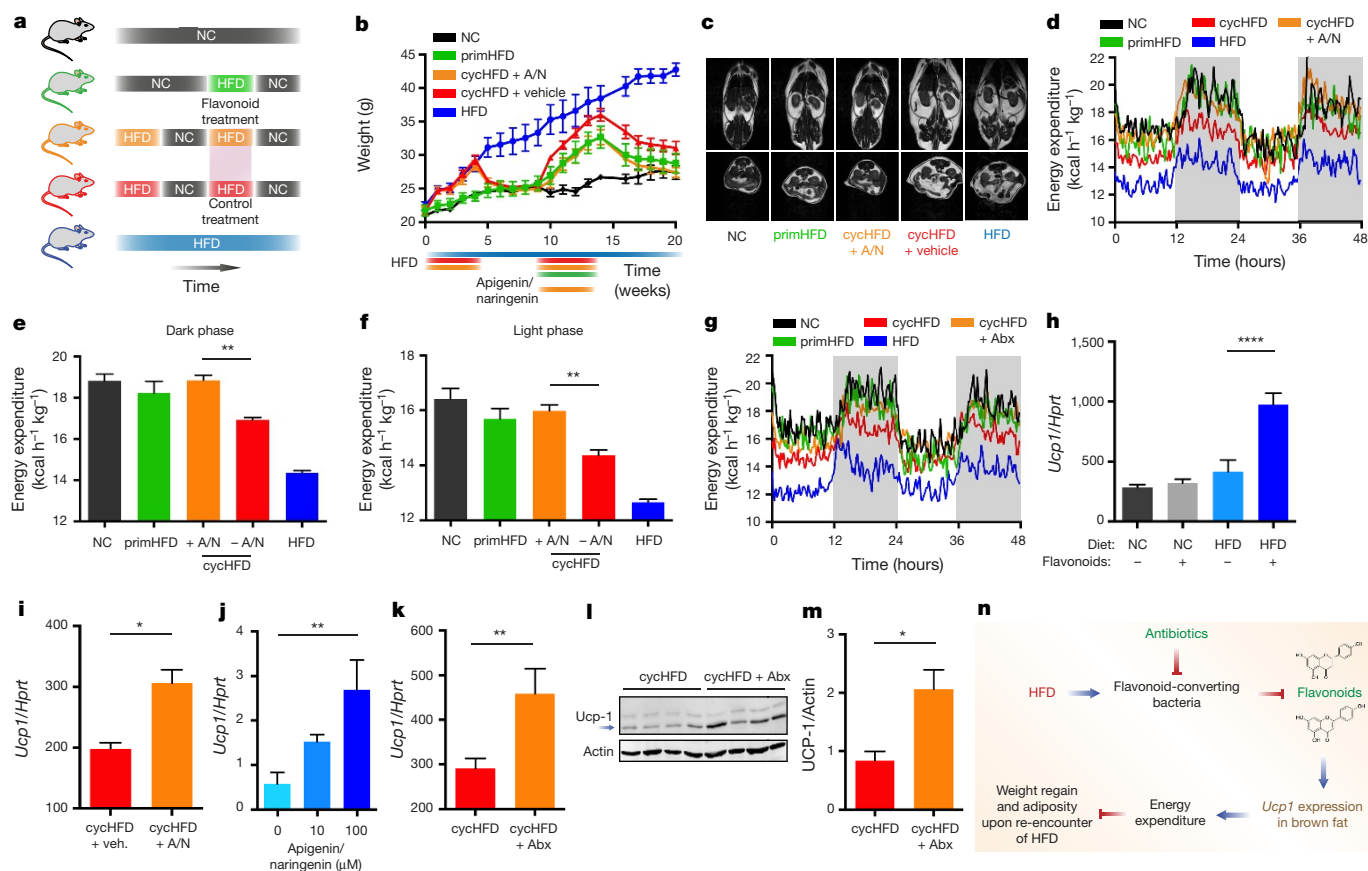 a
NC
NC
HFD
NC
Flavonoid
treatment
HFD
NC
HFD
NC
HFD
NC
HFD
NC
Control
treatment
HFD
Time
b
NC
primHFD
cycHFD + A/N
cycHFD + vehicle
HFD
Weight (g)
45
40
35
30
25
20
0
5
10
15
20
HFD
Apigenin/
naringenin
Time
(weeks)
c
NC
primHFD
cycHFD
+ A/N
cycHFD
+ vehicle
HFD
d
NC
cycHFD
cycHFD
+ A/N
primHFD
HFD
Energy expenditure
(kcal h⁻¹ kg⁻¹)
22
20
18
16
14
12
10
0
12
24
36
48
Time (hours)
e
Dark phase
**
Energy expenditure
(kcal h⁻¹ kg⁻¹)
20
18
16
14
12
NC
primHFD
+ A/N
– A/N
HFD
cycHFD
f
Light phase
**
Energy expenditure
(kcal h⁻¹ kg⁻¹)
18
16
14
12
NC
primHFD
+ A/N
– A/N
HFD
cycHFD
g
NC
cycHFD
cycHFD
+ Abx
primHFD
HFD
Energy expenditure
(kcal h⁻¹ kg⁻¹)
22
20
18
16
14
12
10
0
12
24
36
48
Time (hours)
h
****
Ucp1/Hprt
1,500
1,000
500
0
Diet:
NC
NC
HFD
HFD
Flavonoids:
–
+
–
+
i
*
Ucp1/Hprt
400
300
200
100
cycHFD
+ veh.
cycHFD
+ A/N
j
**
Ucp1/Hprt
4
3
2
1
0
0
10
100
Apigenin/
naringenin (μM)
k
**
Ucp1/Hprt
600
500
400
300
200
cycHFD
cycHFD
+ Abx
l
cycHFD
cycHFD + Abx
Ucp-1
Actin
m
*
UCP-1/Actin
3
2
1
0
cycHFD
cycHFD
+ Abx
n
Antibiotics
HFD
Flavonoid-converting
bacteria
Flavonoids
Weight regain
and adiposity
upon re-encounter
of HFD
Energy
expenditure
Ucp1 expression
in brown fat